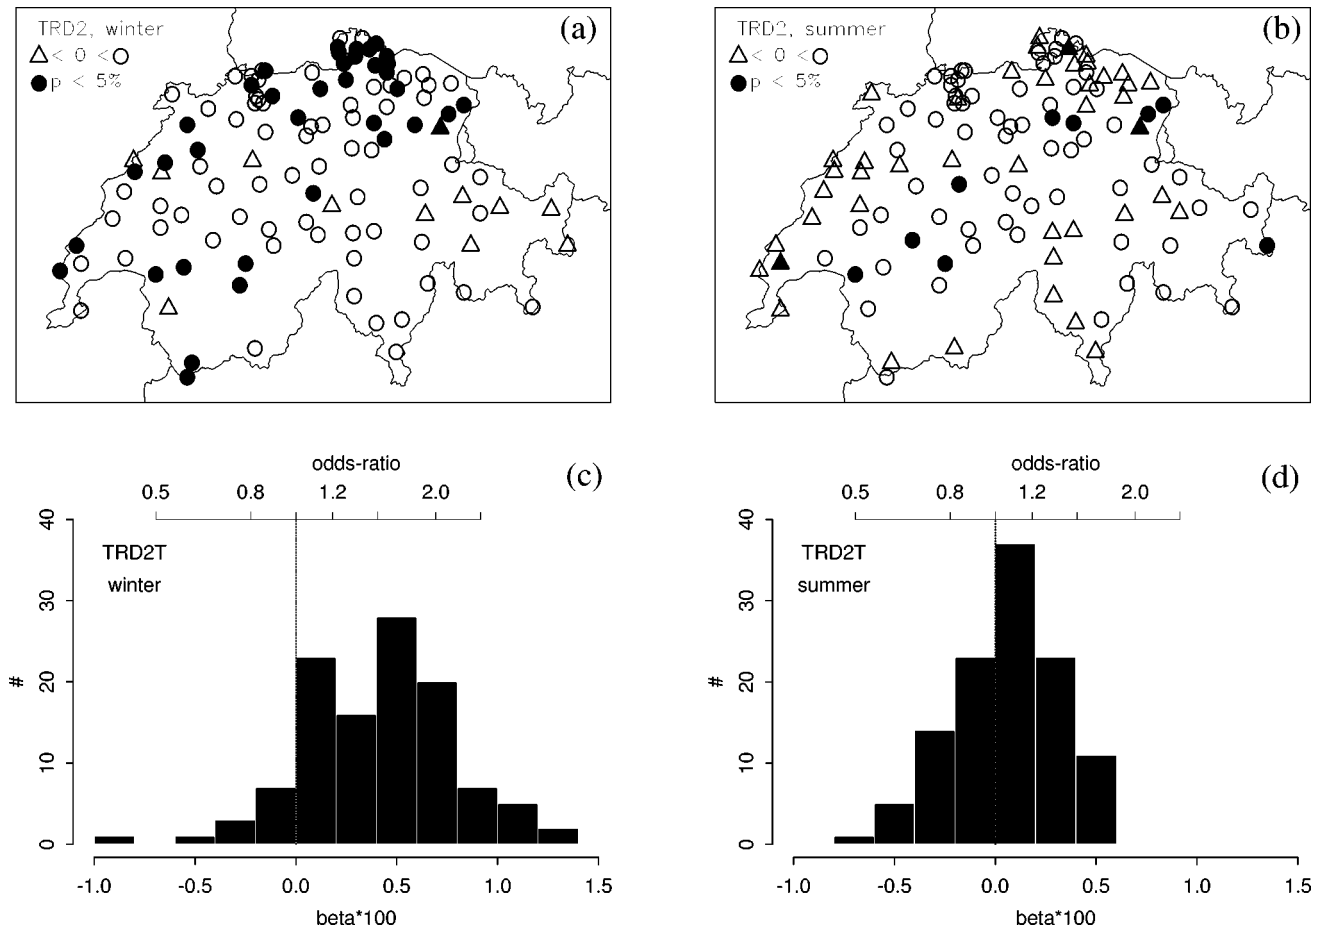 TRD2, winter (a)
< 0 <
p < 5%
TRD2, summer (b)
< 0 <
p < 5%
odds-ratio (c)
0.5 0.8 1.2 2.0
TRD2T
winter
40
30
20
10
0
#
-1.0 -0.5 0.0 0.5 1.0 1.5
beta*100
odds-ratio (d)
0.5 0.8 1.2 2.0
TRD2T
summer
40
30
20
10
0
#
-1.0 -0.5 0.0 0.5 1.0 1.5
beta*100